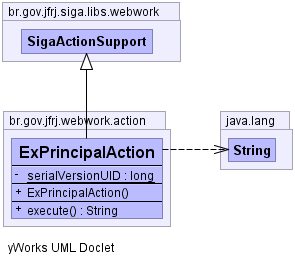 br.gov.jfrj.siga.libs.webwork
SigaActionSupport
br.gov.jfrj.webwork.action
java.lang
ExPrincipalAction
String
- serialVersionUID : long
+ ExPrincipalAction()
+ execute() : String
yWorks UML Doclet